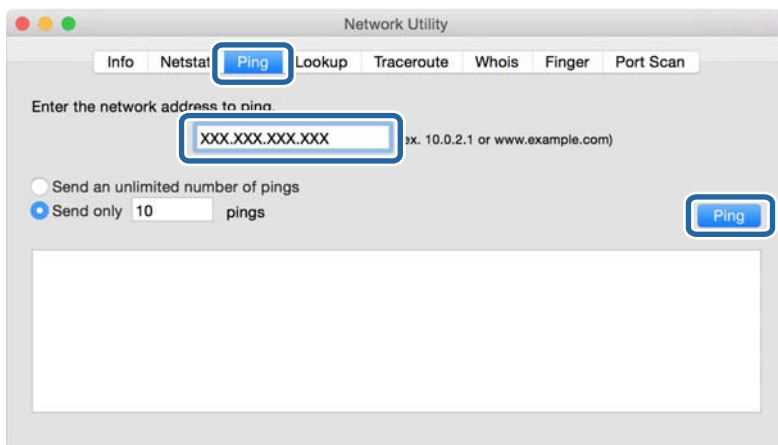 Network Utility
Info Netstat Ping Lookup Traceroute Whois Finger Port Scan
Enter the network address to ping.
XXX.XXX.XXX.XXX ex. 10.0.2.1 or www.example.com)
Send an unlimited number of pings
Send only 10 pings
Ping